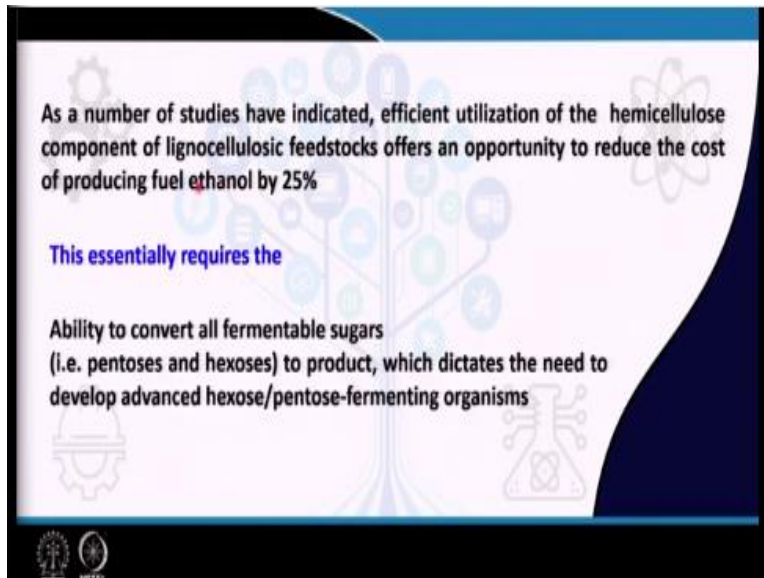 As a number of studies have indicated, efficient utilization of the hemicellulose
component of lignocellulosic feedstocks offers an opportunity to reduce the cost
of producing fuel ethanol by 25%
This essentially requires the
Ability to convert all fermentable sugars
(i.e. pentoses and hexoses) to product, which dictates the need to
develop advanced hexose/pentose-fermenting organisms